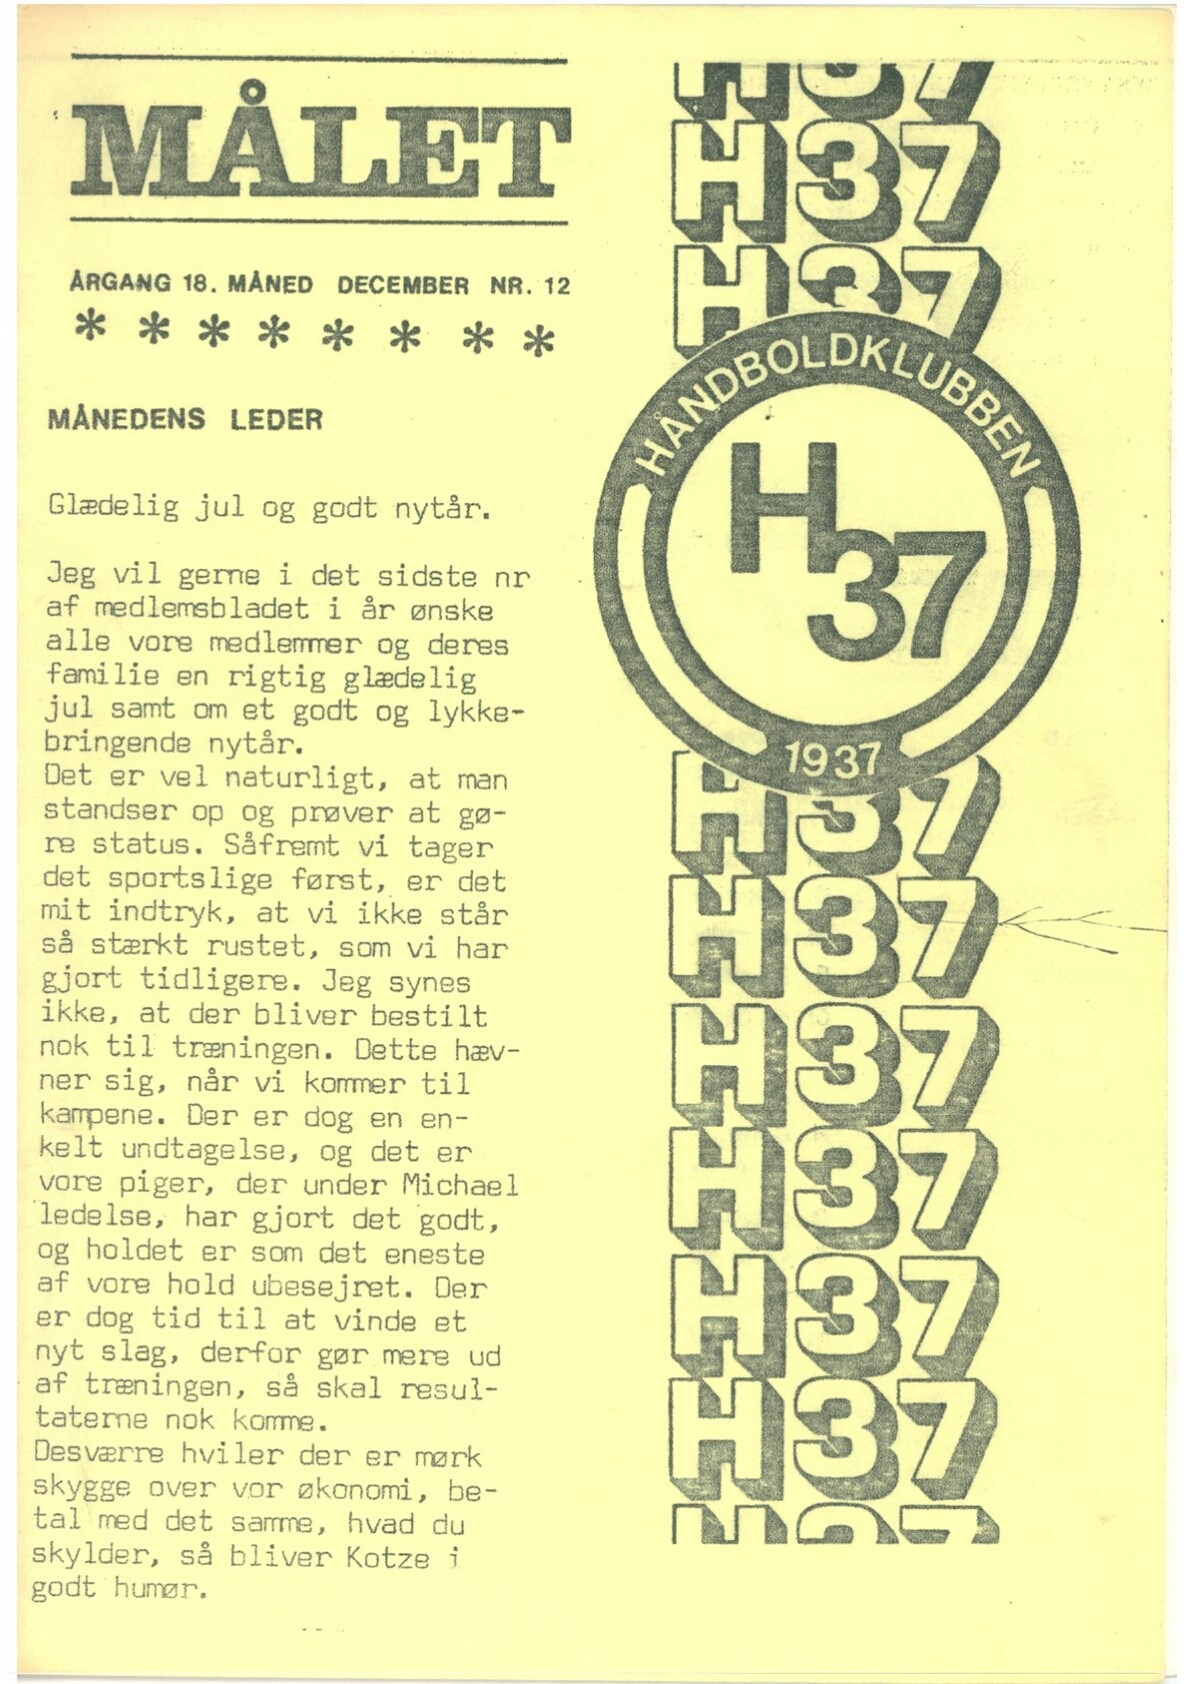 MÅLET
ÅRGANG 18. MÅNED DECEMBER NR. 12
* * * * * * * *
MÅNEDENS LEDER
Glædelig jul og godt nytår.
Jeg vil gerne i det sidste nr
af medlemsbladet i år ønske
alle vore medlemmer og deres
familie en rigtig glædelig
jul samt om et godt og lykke-
bringende nytår.
Det er vel naturligt, at man
standser op og prøver at gø-
re status. Såfremt vi tager
det sportslige først, er det
mit indtryk, at vi ikke står
så stærkt rustet, som vi har
gjort tidligere. Jeg synes
ikke, at der bliver bestilt
nok til træningen. Dette hæv-
ner sig, når vi kommer til
kampene. Der er dog en en-
kelt undtagelse, og det er
vore piger, der under Michael
ledelse, har gjort det godt,
og holdet er som det eneste
af vore hold ubesejret. Der
er dog tid til at vinde et
nyt slag, derfor gør mere ud
af træningen, så skal resul-
taterne nok komme.
Desværre hviler der er mørk
skygge over vor økonomi, be-
tal med det samme, hvad du
skylder, så bliver Kotze i
godt humør.
H37
H37
H37
HÅNDBOLDKLUBBEN
H37
1937
H37
H37
H37
H37
H37
H37
H37